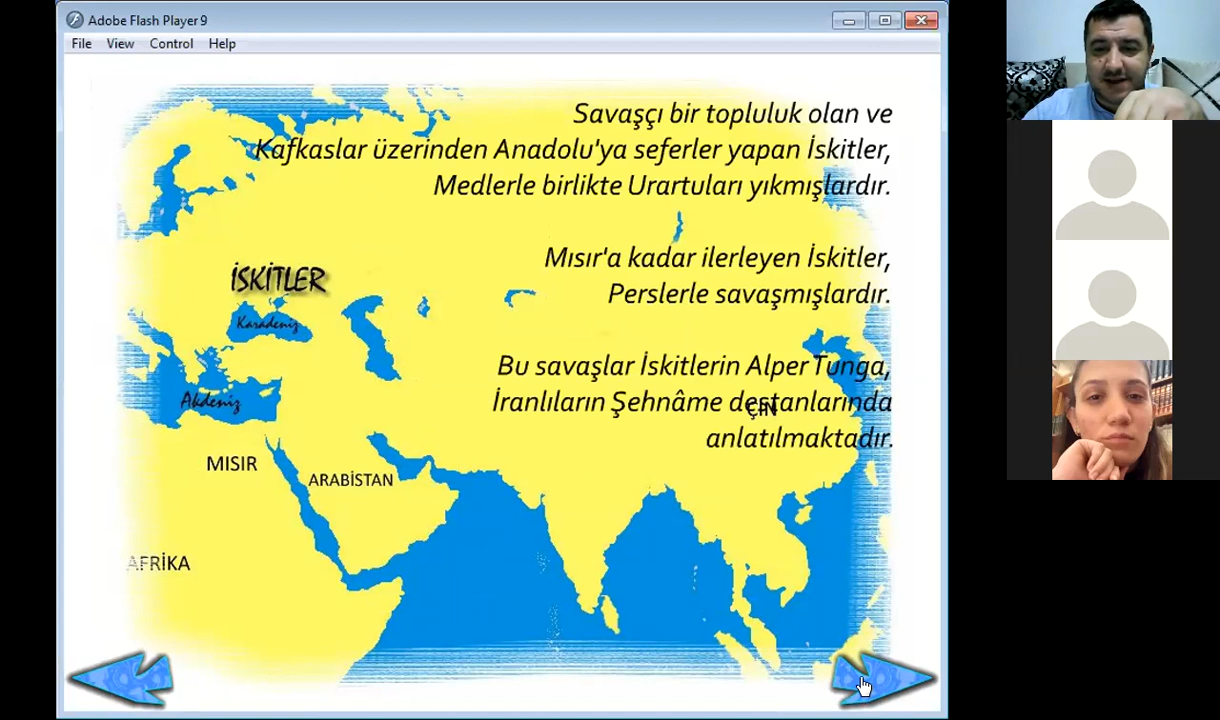 Adobe Flash Player 9
File View Control Help
Savaşçı bir topluluk olan ve
Kafkaslar üzerinden Anadolu'ya seferler yapan İskitler,
Medlerle birlikte Urartuları yıkmışlardır.
Mısır'a kadar ilerleyen İskitler,
Perslerle savaşmışlardır.
İSKİTLER
Karadeniz
Bu savaşlar İskitlerin Alper Tunga,
İranlıların Şehnâme destanlarında
anlatılmaktadır.
Akdeniz
ÇİN
MISIR
ARABİSTAN
AFRİKA